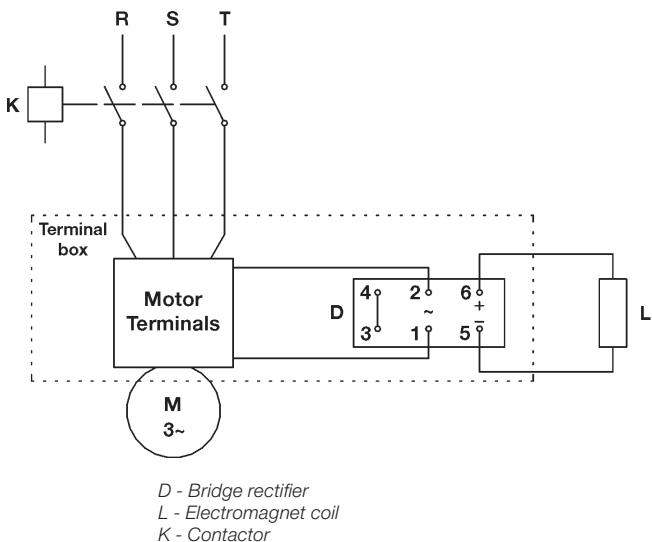 R S T
K
Terminal
box
Motor
Terminals
D
4 2 6
~ +
−
3 1 5
L
M
3~
D - Bridge rectifier
L - Electromagnet coil
K - Contactor